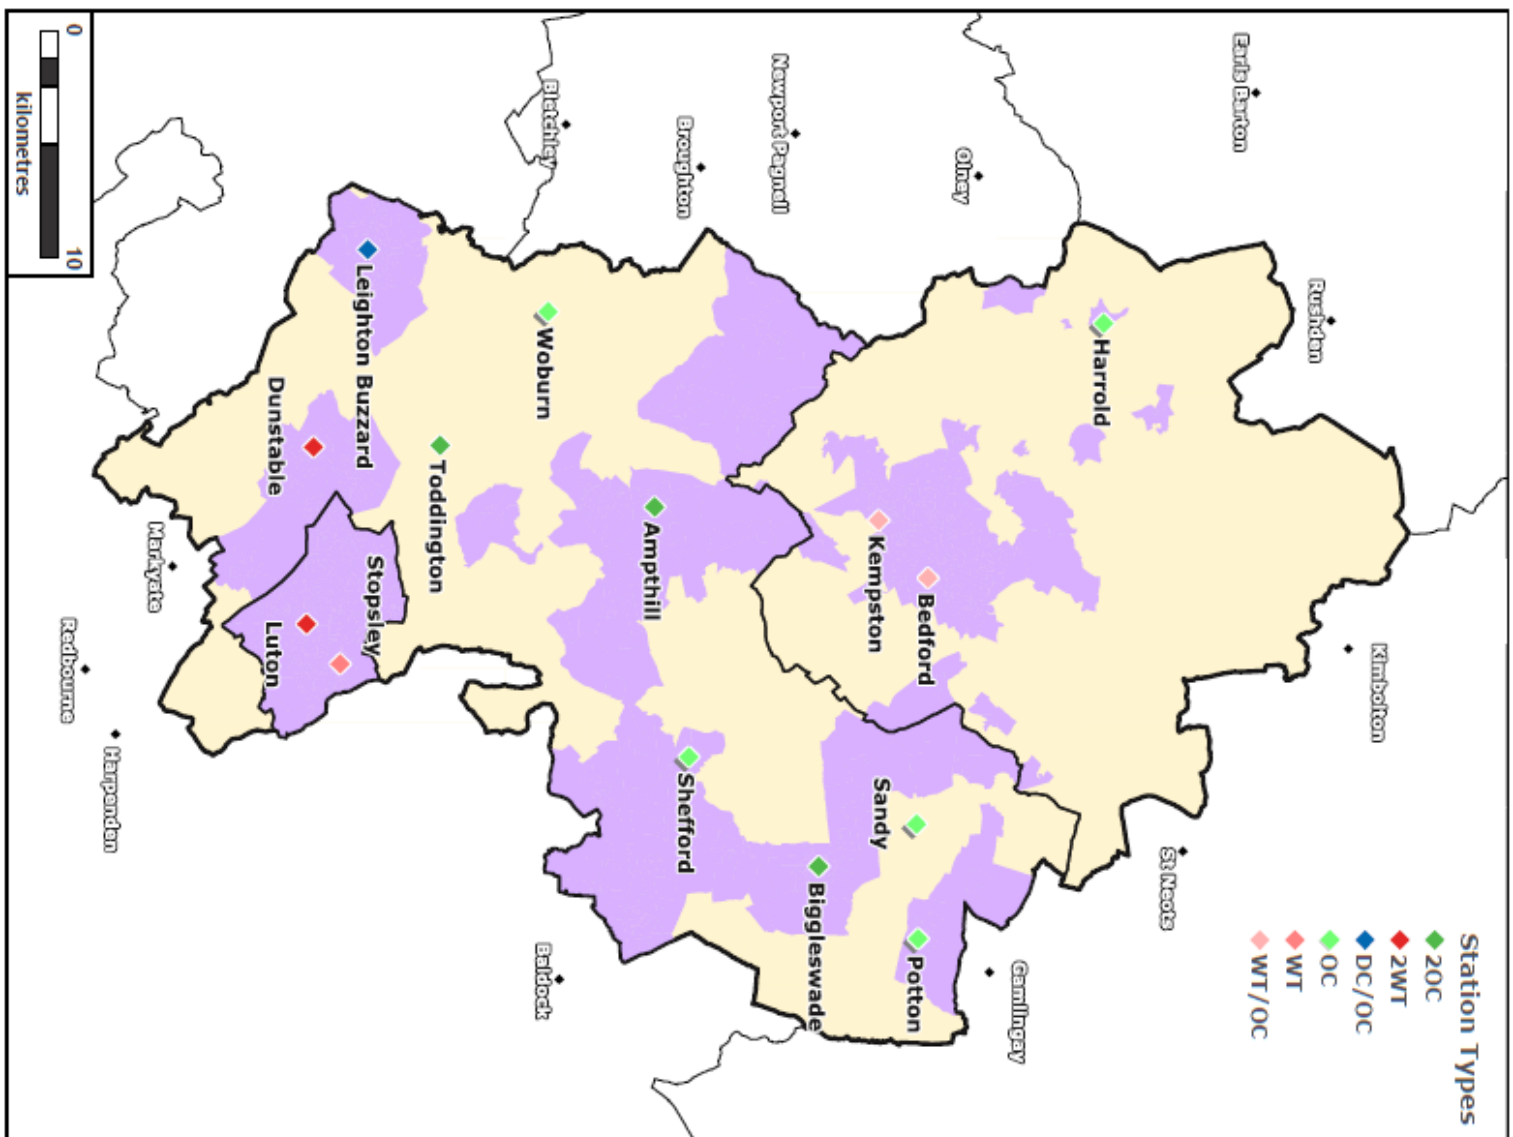 Station Types
2OC
2WT
DC/OC
OC
WT
WT/OC
Earls Barton
Rushden
Kimbolton
St Neots
Gamlingay
Olney
Newport Pagnell
Broughton
Bletchley
Harrold
Kempston
Bedford
Sandy
Potton
Biggleswade
Shefford
Ampthill
Woburn
Toddington
Leighton Buzzard
Dunstable
Stopsley
Luton
Baldock
Markyate
Redbourne
Harpenden
0 10
kilometres